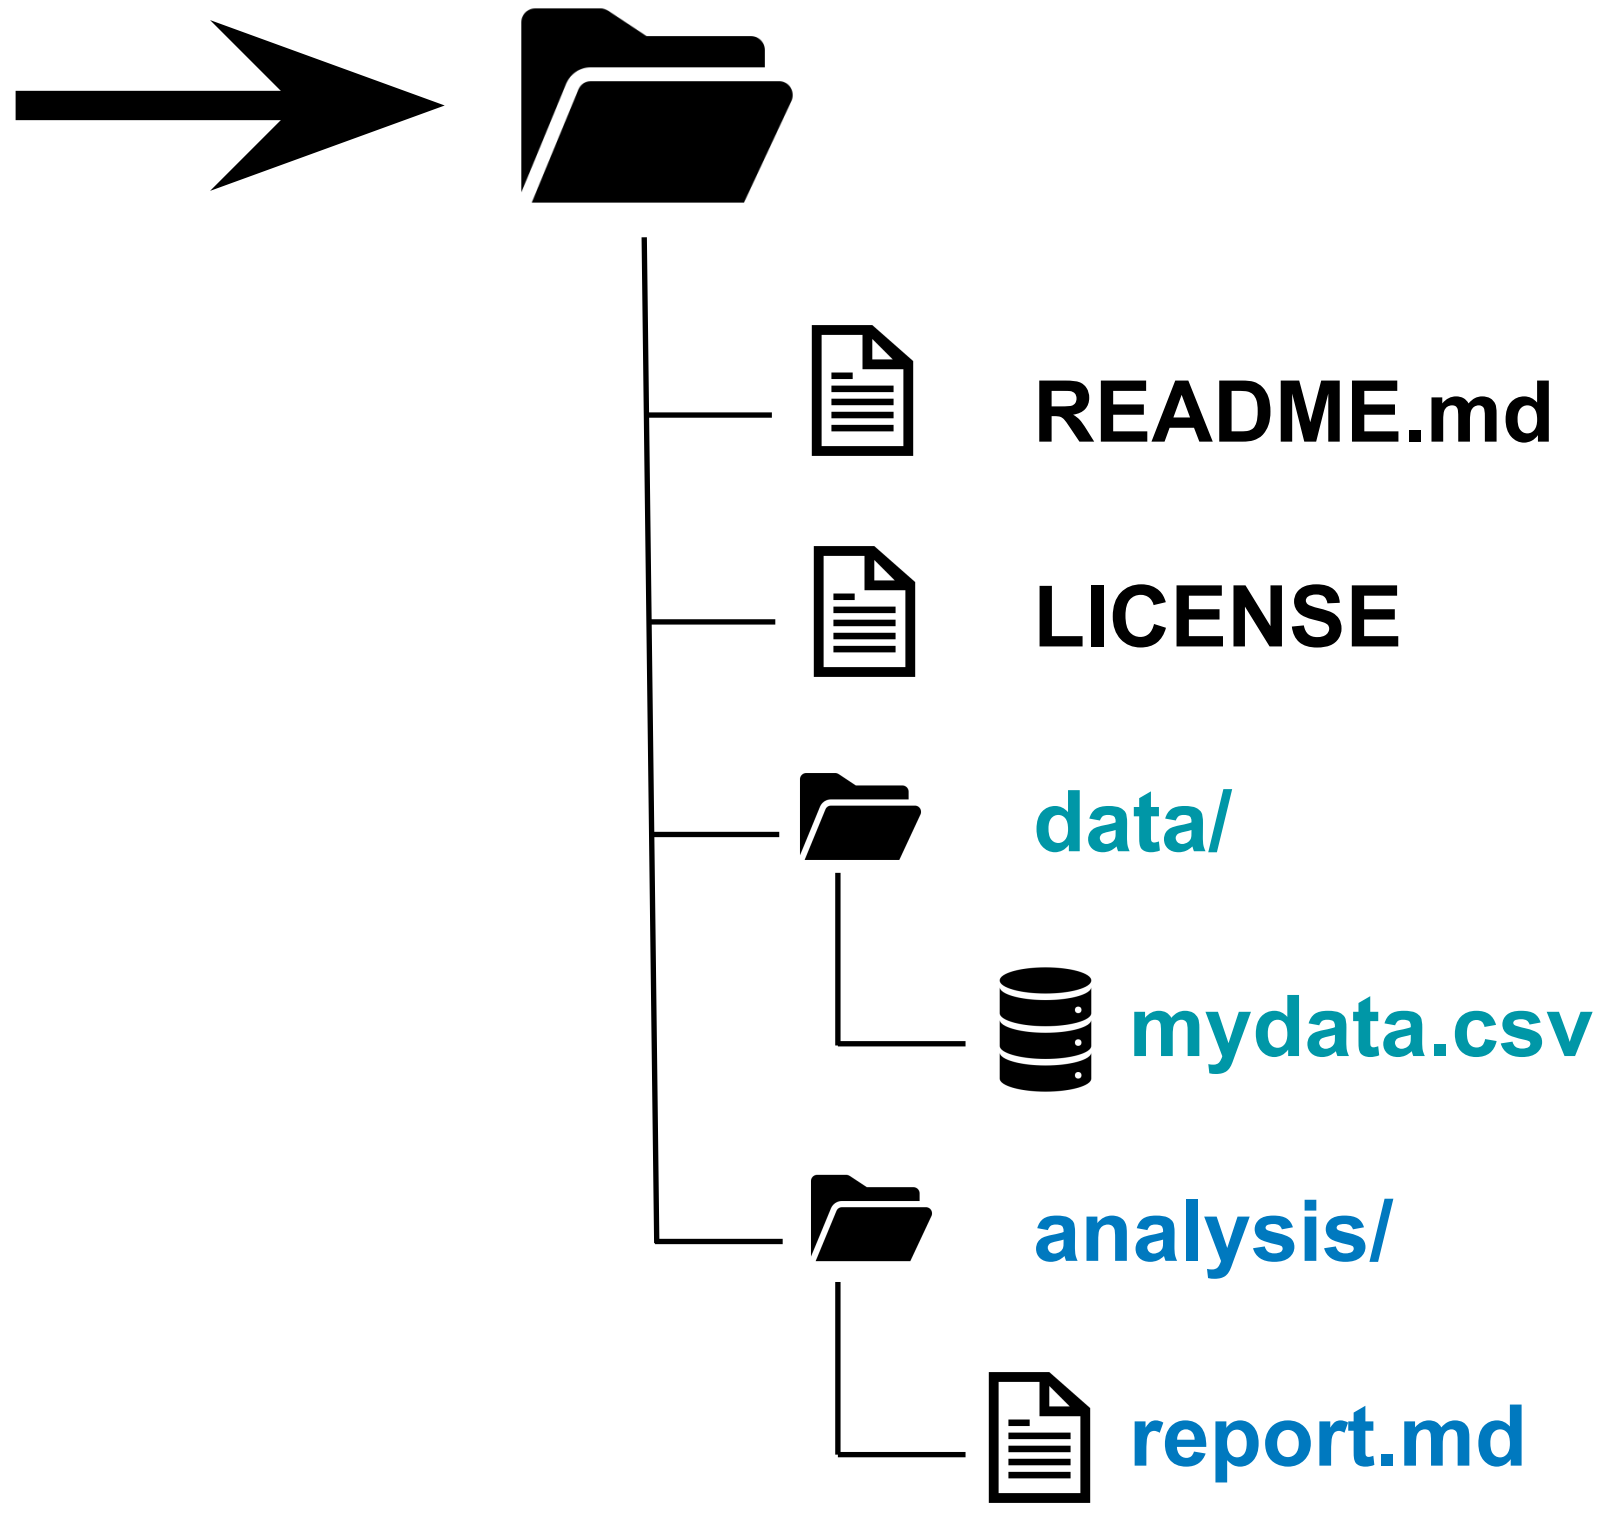 README.md
LICENSE
data/
mydata.csv
analysis/
report.md